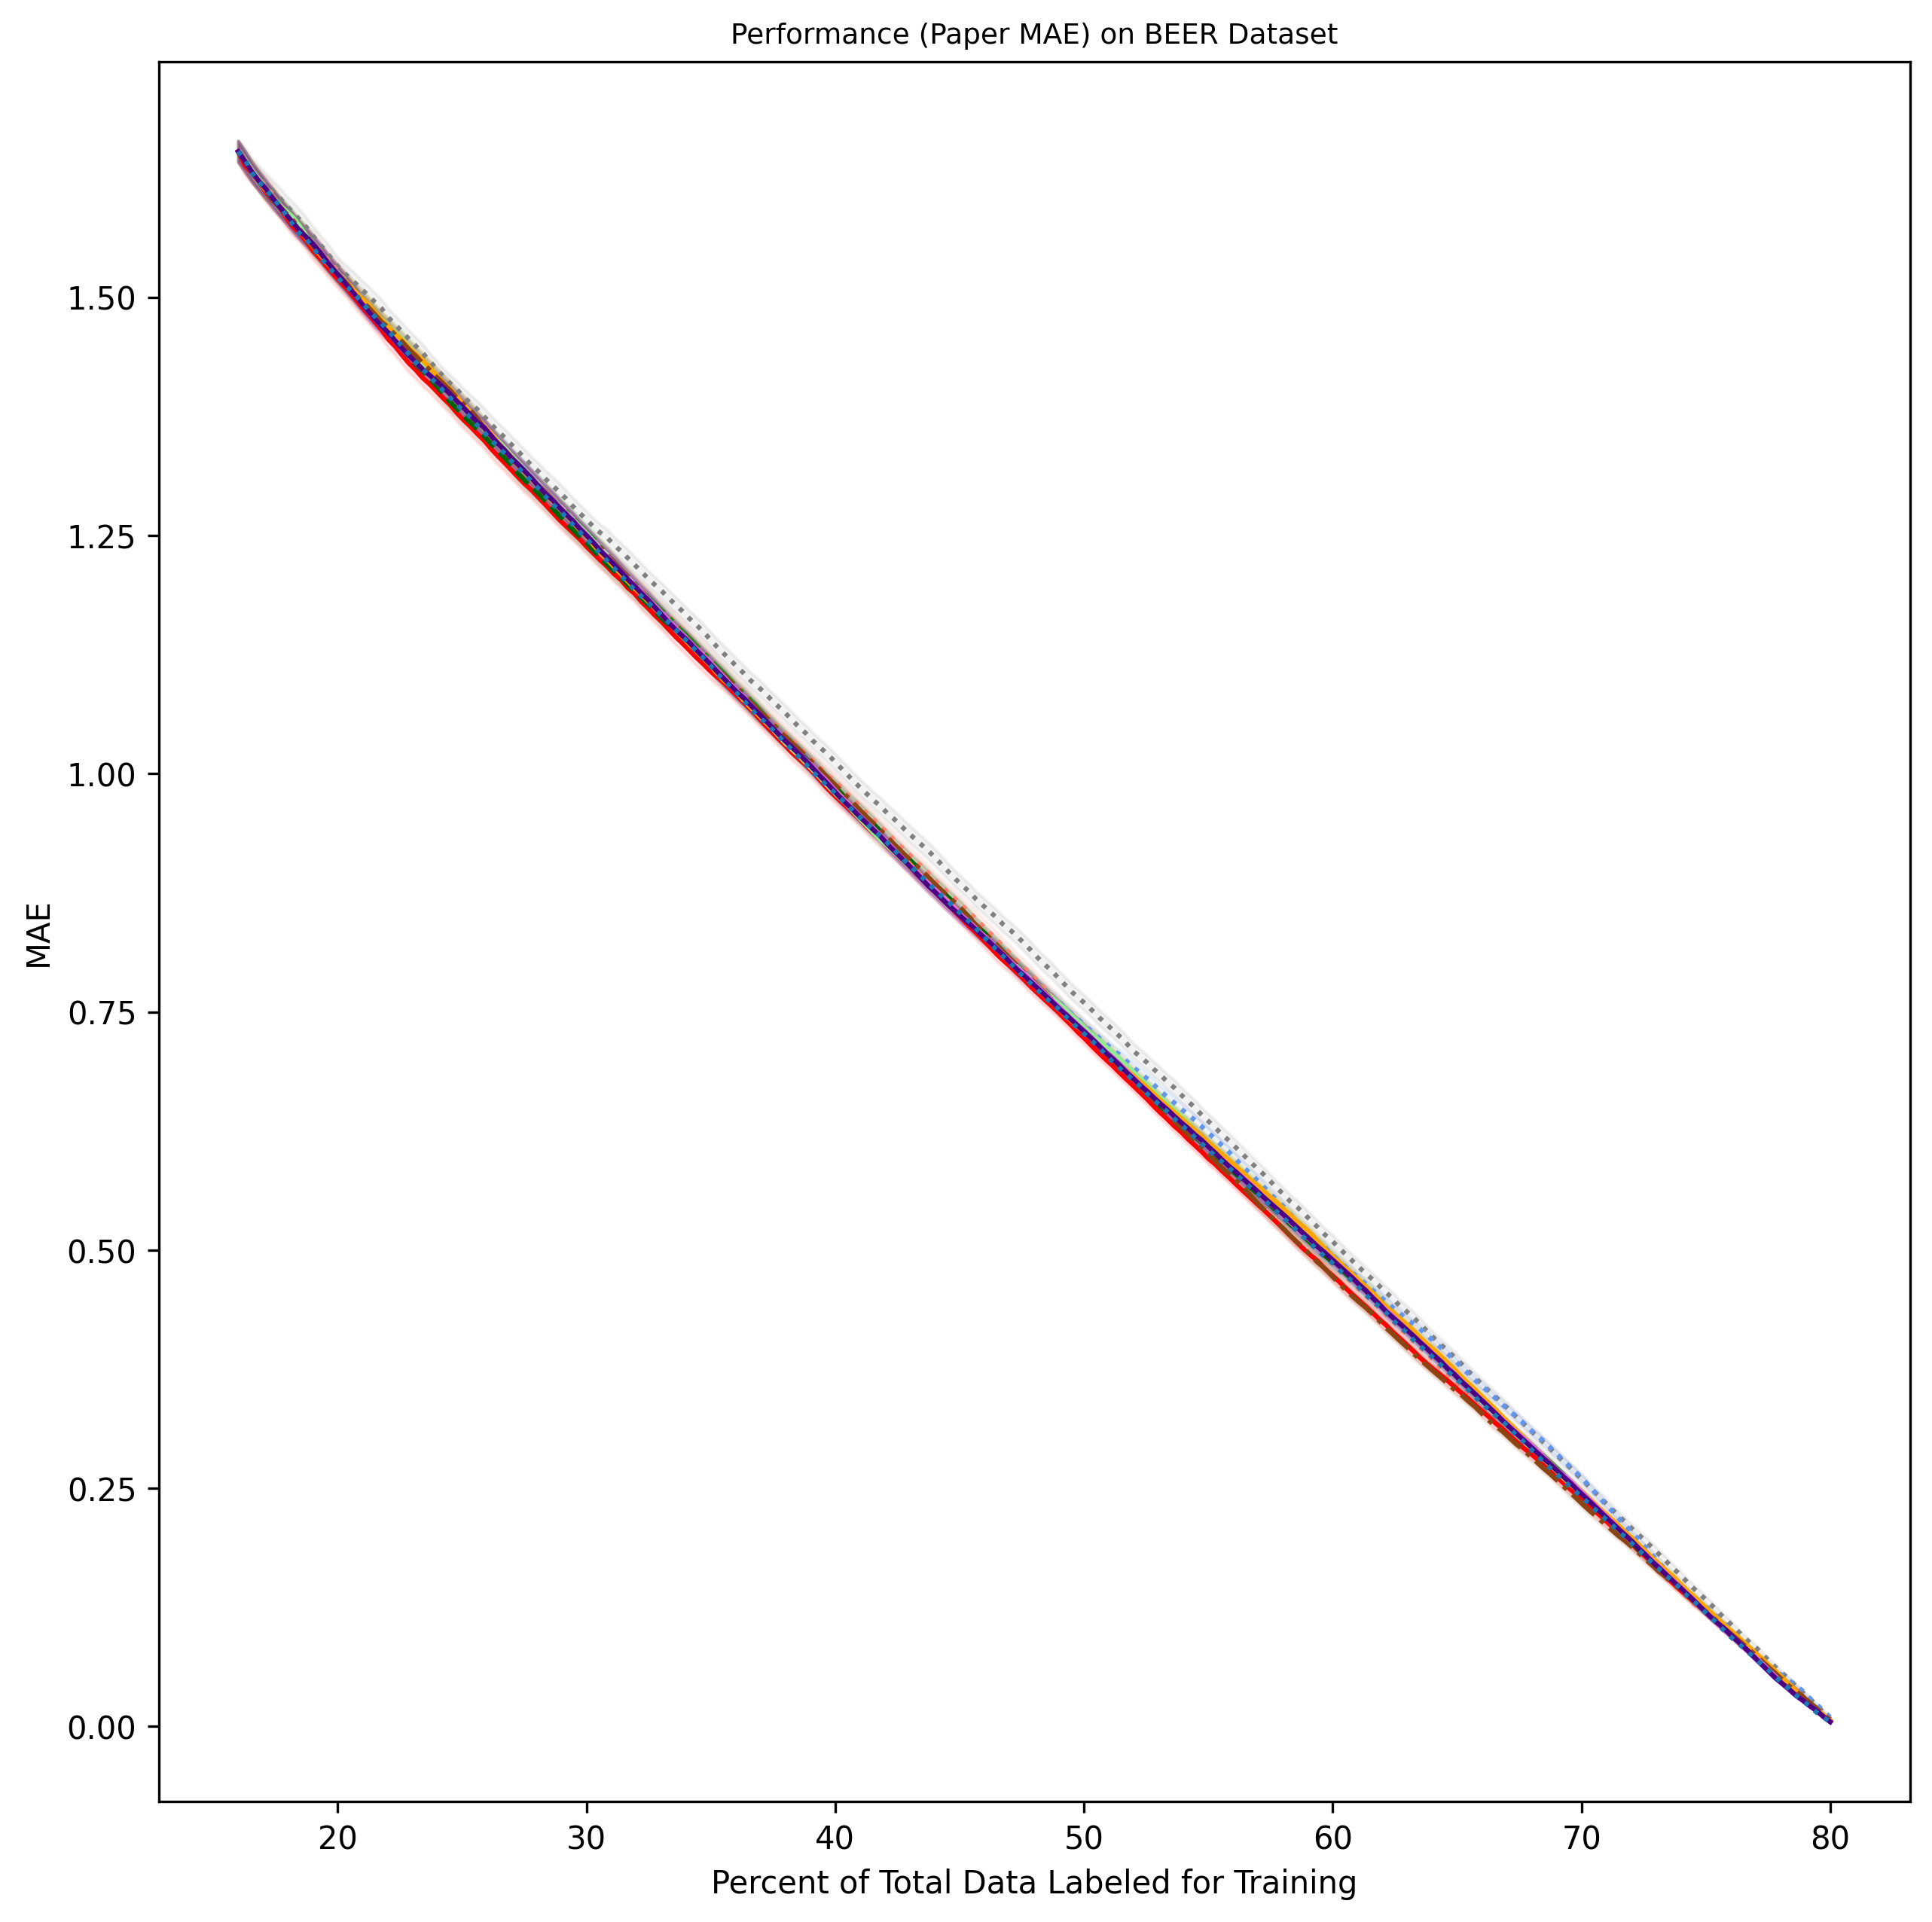 Performance (Paper MAE) on BEER Dataset
MAE
1.50
1.25
1.00
0.75
0.50
0.25
0.00
20 30 40 50 60 70 80
Percent of Total Data Labeled for Training